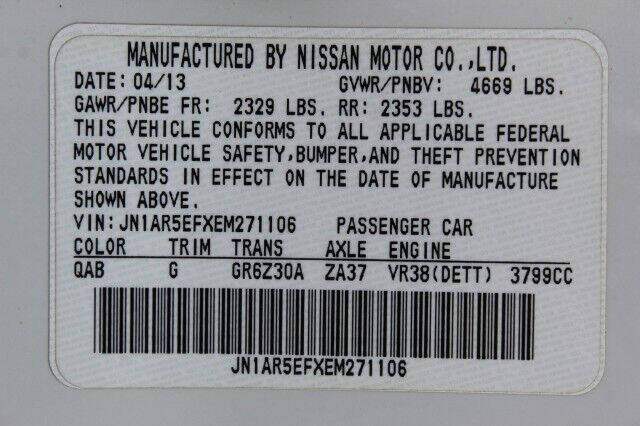 MANUFACTURED BY NISSAN MOTOR CO.,LTD.
DATE: 04/13 GVWR/PNBV: 4669 LBS.
GAWR/PNBE FR: 2329 LBS. RR: 2353 LBS.
THIS VEHICLE CONFORMS TO ALL APPLICABLE FEDERAL
MOTOR VEHICLE SAFETY,BUMPER,AND THEFT PREVENTION
STANDARDS IN EFFECT ON THE DATE OF MANUFACTURE
SHOWN ABOVE.
VIN: JN1AR5EFXEM271106 PASSENGER CAR
COLOR TRIM TRANS AXLE ENGINE
QAB G GR6Z30A ZA37 VR38(DETT) 3799CC
JN1AR5EFXEM271106